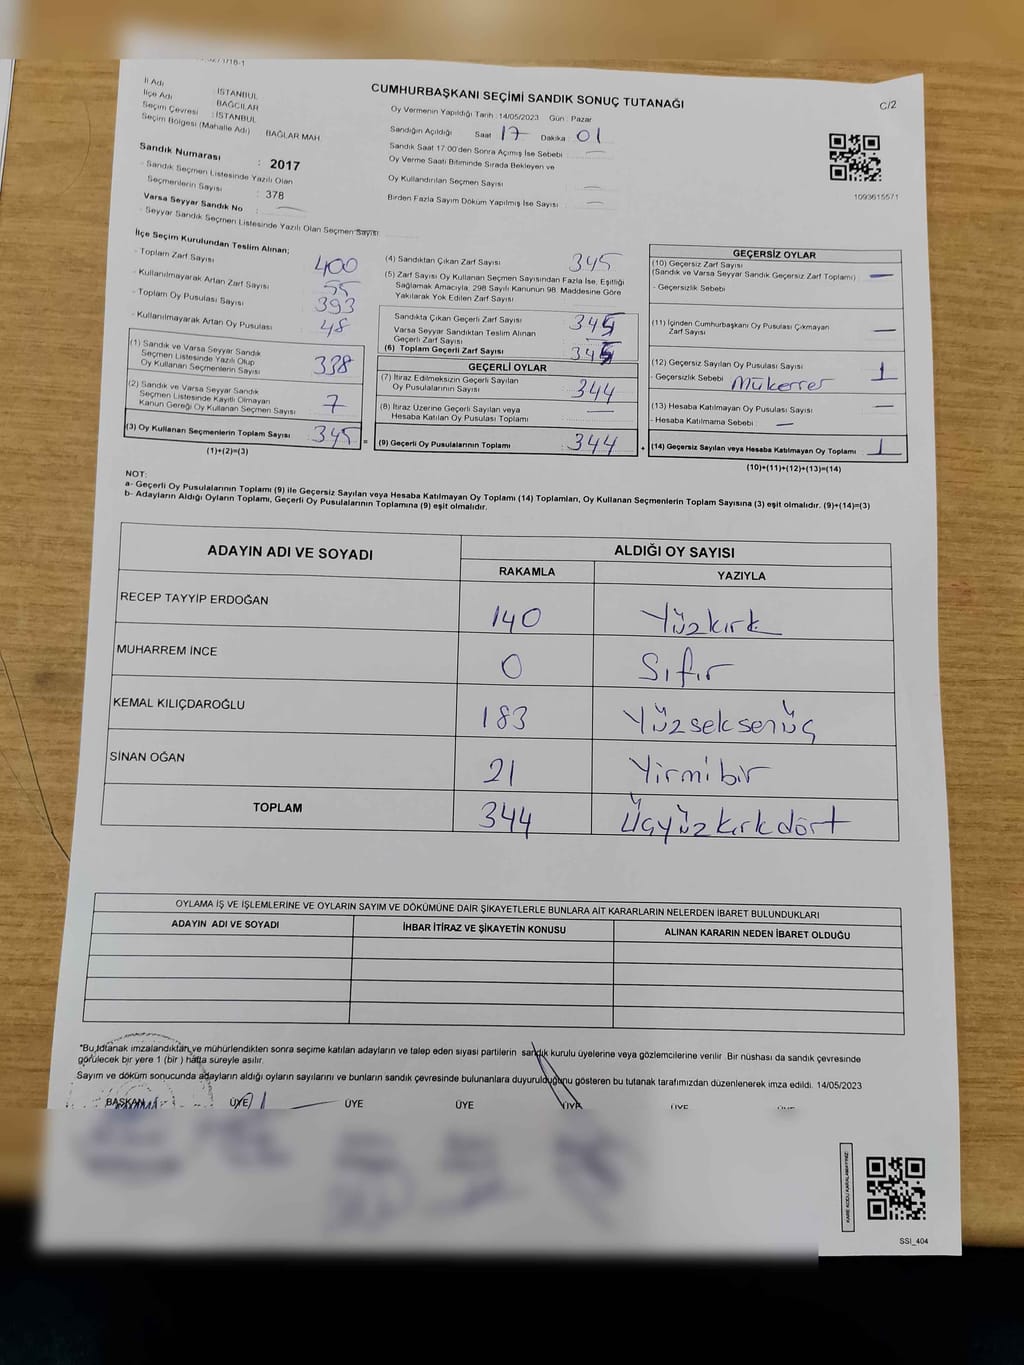 CUMHURBAŞKANI SEÇİMİ SANDIK SONUÇ TUTANAĞI
C/2
İl Adı : İSTANBUL
İlçe Adı : BAĞCILAR
Seçim Çevresi : İSTANBUL
Seçim Bölgesi (Mahalle Adı) BAĞLAR MAH
Sandık Numarası : 2017
- Sandık Seçmen Listesinde Yazılı Olan
Seçmenlerin Sayısı : 378
Varsa Seyyar Sandık No : —
- Seyyar Sandık Seçmen Listesinde Yazılı Olan Seçmen Sayısı
Oy Vermenin Yapıldığı Tarih : 14/05/2023 Gün : Pazar
Sandığın Açıldığı Saat 17 Dakika 01
Sandık Saat 17:00'den Sonra Açımış İse Sebebi : —
Oy Verme Saati Bitiminde Sırada Bekleyen ve
Oy Kullandırılan Seçmen Sayısı : —
Birden Fazla Sayım Döküm Yapılmış İse Sayısı : —
1093615571
İlçe Seçim Kurulundan Teslim Alınan;
- Toplam Zarf Sayısı 400
- Kullanılmayarak Artan Zarf Sayısı 55
- Toplam Oy Pusulası Sayısı 393
- Kullanılmayarak Artan Oy Pusulası 48
(1) Sandık ve Varsa Seyyar Sandık
Seçmen Listesinde Yazılı Olup
Oy Kullanan Seçmenlerin Sayısı 338
(2) Sandık ve Varsa Seyyar Sandık
Seçmen Listesinde Kayıtlı Olmayan
Kanun Gereği Oy Kullanan Seçmen Sayısı 7
(3) Oy Kullanan Seçmenlerin Toplam Sayısı 345 =
(1)+(2)=(3)
(4) Sandıktan Çıkan Zarf Sayısı 345
(5) Zarf Sayısı Oy Kullanan Seçmen Sayısından Fazla İse, Eşitliği
Sağlamak Amacıyla, 298 Sayılı Kanunun 98. Maddesine Göre
Yakılarak Yok Edilen Zarf Sayısı
Sandıkta Çıkan Geçerli Zarf Sayısı 345
Varsa Seyyar Sandıktan Teslim Alınan
Geçerli Zarf Sayısı —
(6) Toplam Geçerli Zarf Sayısı 345
GEÇERLİ OYLAR
(7) İtiraz Edilmeksizin Geçerli Sayılan
Oy Pusulalarının Sayısı 344
(8) İtiraz Üzerine Geçerli Sayılan veya
Hesaba Katılan Oy Pusulası Toplamı —
(9) Geçerli Oy Pusulalarının Toplamı 344 +
GEÇERSİZ OYLAR
(10) Geçersiz Zarf Sayısı
(Sandık ve Varsa Seyyar Sandık Geçersiz Zarf Toplamı) —
- Geçersizlik Sebebi
(11) İçinden Cumhurbaşkanı Oy Pusulası Çıkmayan
Zarf Sayısı —
(12) Geçersiz Sayılan Oy Pusulası Sayısı 1
- Geçersizlik Sebebi Mükerrer
(13) Hesaba Katılmayan Oy Pusulası Sayısı —
- Hesaba Katılmama Sebebi —
(14) Geçersiz Sayılan veya Hesaba Katılmayan Oy Toplamı 1
(10)+(11)+(12)+(13)=(14)
NOT:
a- Geçerli Oy Pusulalarının Toplamı (9) ile Geçersiz Sayılan veya Hesaba Katılmayan Oy Toplamı (14) Toplamları, Oy Kullanan Seçmenlerin Toplam Sayısına (3) eşit olmalıdır. (9)+(14)=(3)
b- Adayların Aldığı Oyların Toplamı, Geçerli Oy Pusulalarının Toplamına (9) eşit olmalıdır.
ADAYIN ADI VE SOYADI ALDIĞI OY SAYISI
RAKAMLA YAZIYLA
RECEP TAYYİP ERDOĞAN 140 Yüzkırk
MUHARREM İNCE 0 Sıfır
KEMAL KILIÇDAROĞLU 183 Yüzseksenüç
SİNAN OĞAN 21 Yirmibir
TOPLAM 344 Üçyüzkırkdört
OYLAMA İŞ VE İŞLEMLERİNE VE OYLARIN SAYIM VE DÖKÜMÜNE DAİR ŞİKAYETLERLE BUNLARA AİT KARARLARIN NELERDEN İBARET BULUNDUKLARI
ADAYIN ADI VE SOYADI İHBAR İTİRAZ VE ŞİKAYETİN KONUSU ALINAN KARARIN NEDEN İBARET OLDUĞU
*Bu tutanak imzalandıktan ve mühürlendikten sonra seçime katılan adayların ve talep eden siyasi partilerin sandık kurulu üyelerine veya gözlemcilerine verilir. Bir nüshası da sandık çevresinde
görülecek bir yere 1 (bir) hafta süreyle asılır.
Sayım ve döküm sonucunda adayların aldığı oyların sayılarını ve bunların sandık çevresinde bulunanlara duyurulduğunu gösteren bu tutanak tarafımızdan düzenlenerek imza edildi. 14/05/2023
BAŞKAN ÜYE ÜYE ÜYE ÜYE ÜYE
KARE KODU KARALAMAYINIZ
SSI_404